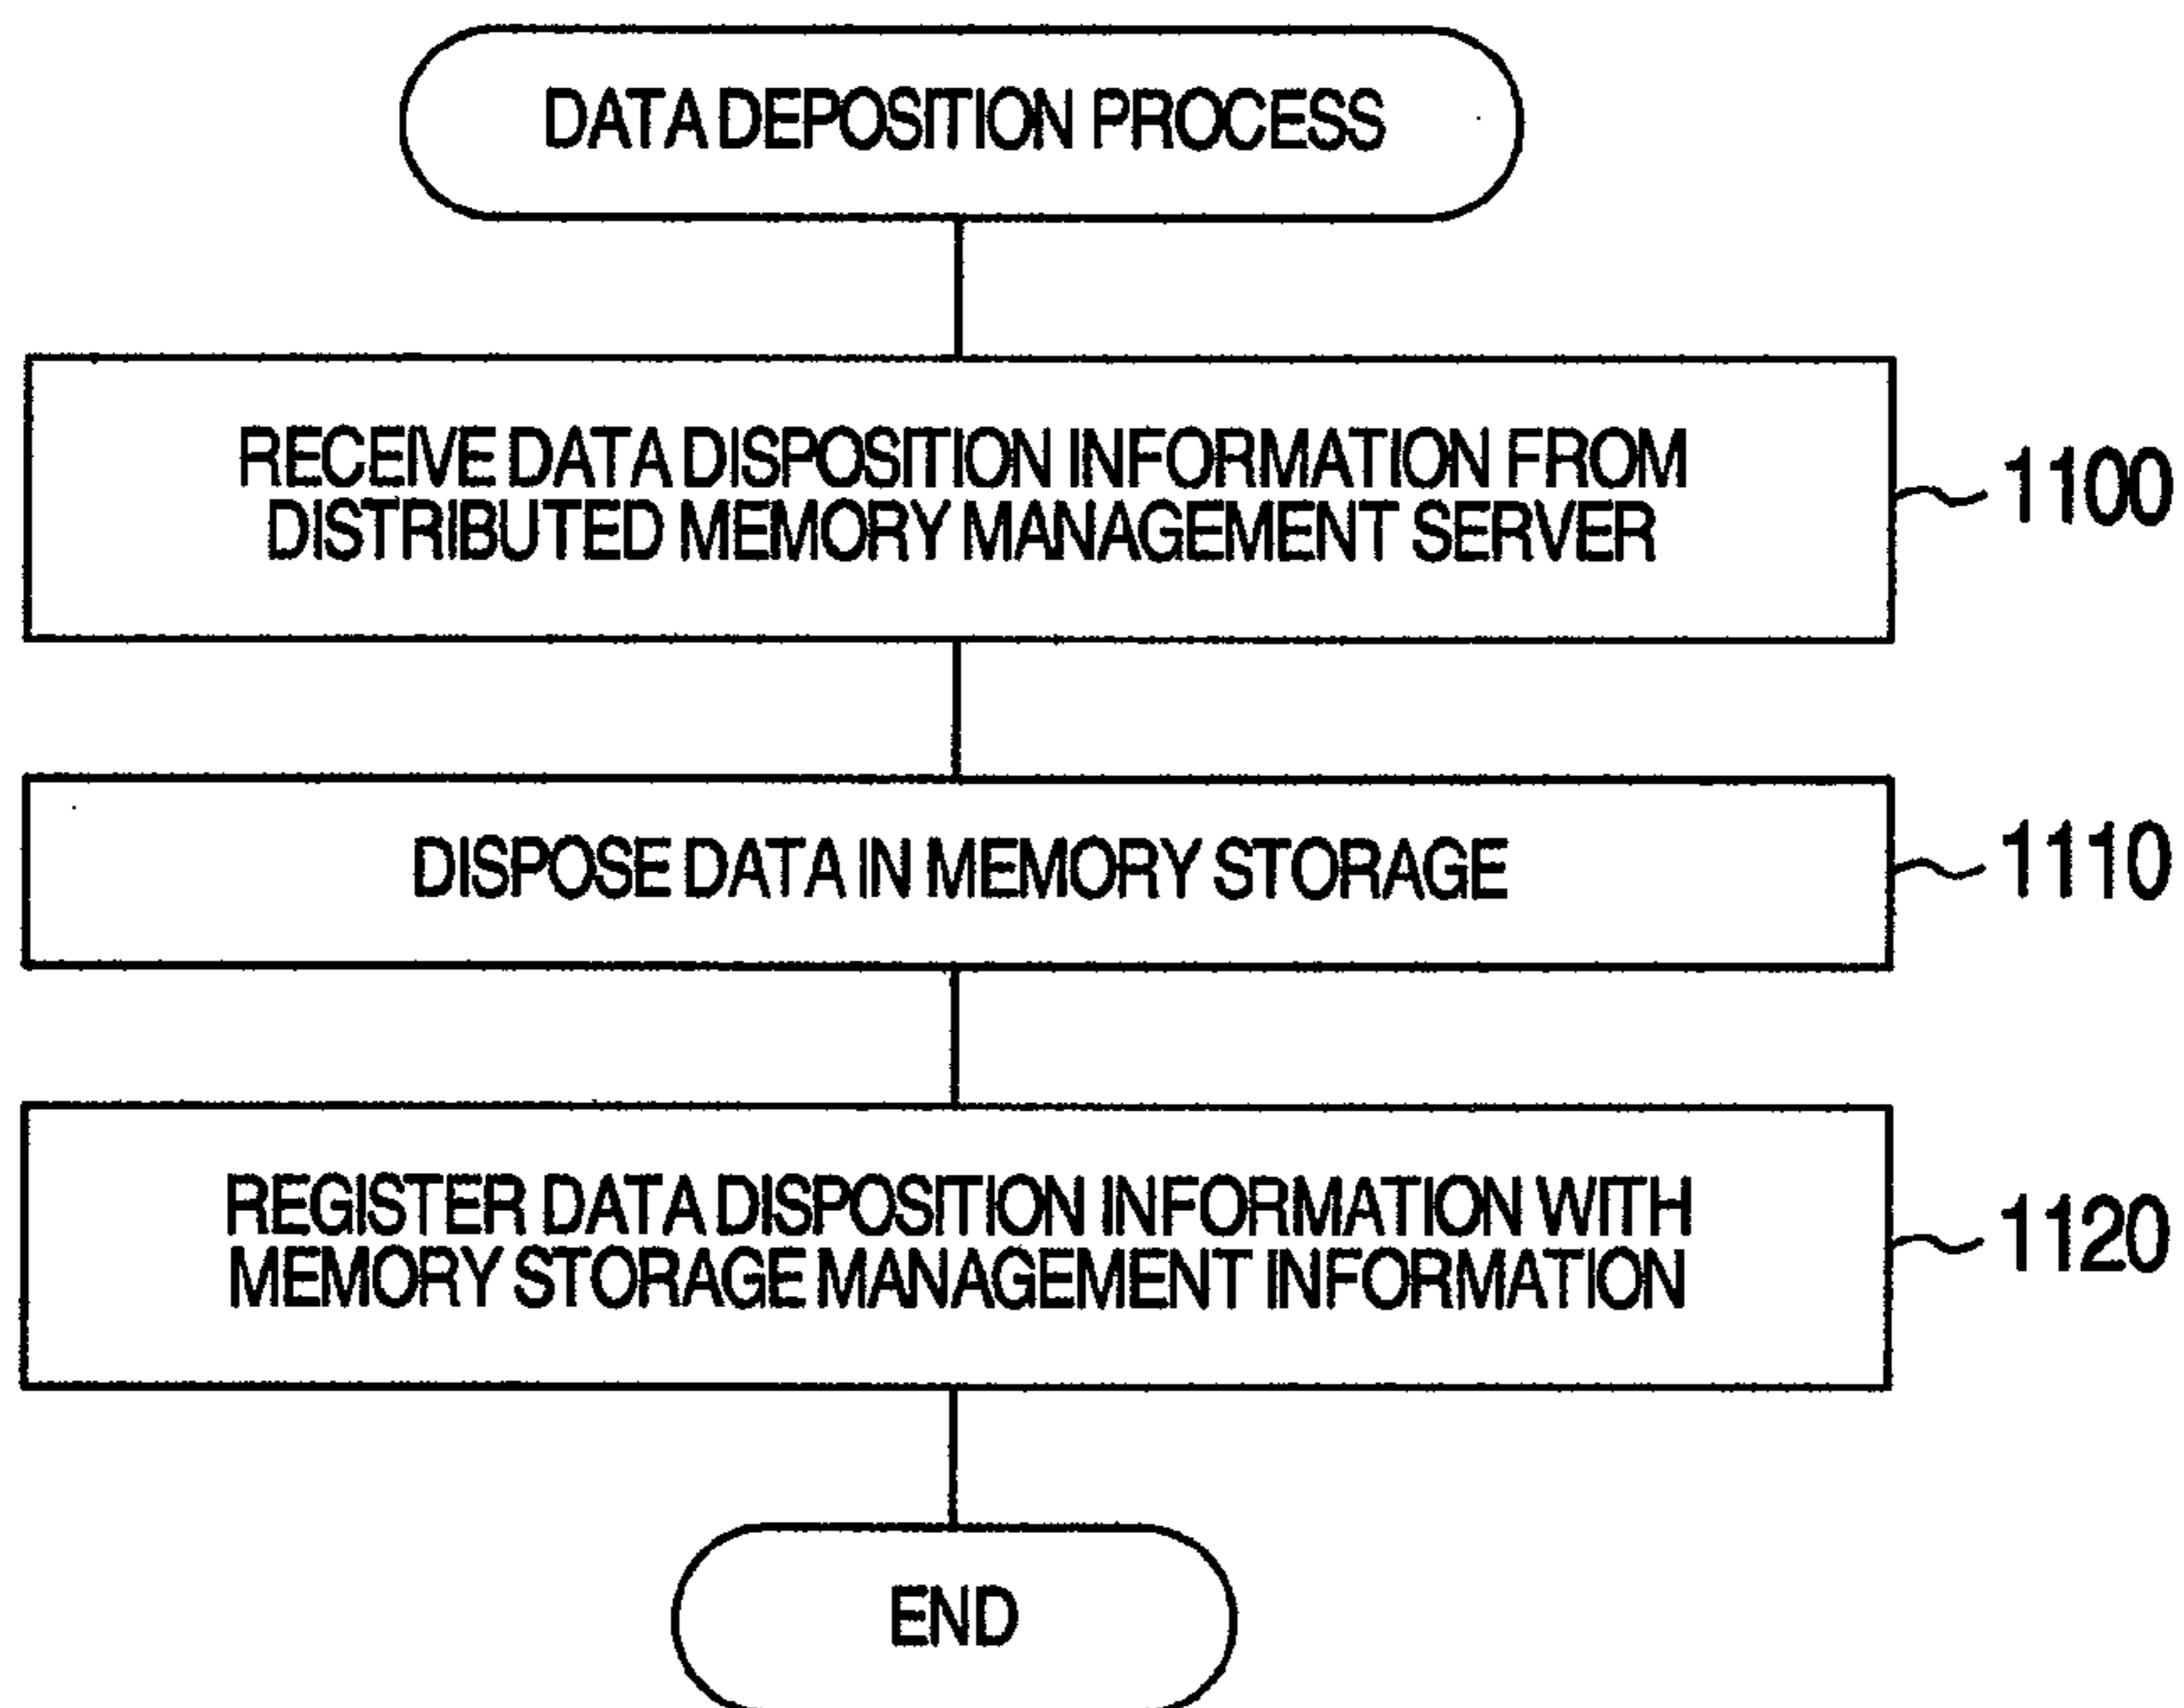 DATA DEPOSITION PROCESS
RECEIVE DATA DISPOSITION INFORMATION FROM
DISTRIBUTED MEMORY MANAGEMENT SERVER
1100
DISPOSE DATA IN MEMORY STORAGE
1110
REGISTER DATA DISPOSITION INFORMATION WITH
MEMORY STORAGE MANAGEMENT INFORMATION
1120
END